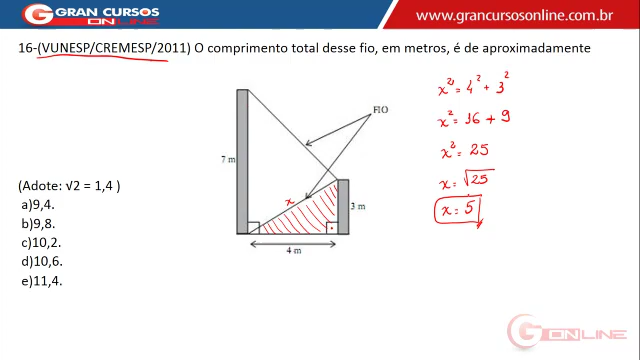 GRAN CURSOS
ONLINE
www.grancursosonline.com.br
16-(VUNESP/CREMESP/2011) O comprimento total desse fio, em metros, é de aproximadamente
FIO
7 m
x
3 m
4 m
(Adote: √2 = 1,4 )
a)9,4.
b)9,8.
c)10,2.
d)10,6.
e)11,4.
x² = 4² + 3²
x² = 16 + 9
x² = 25
x = √25
x = 5
G ONLINE